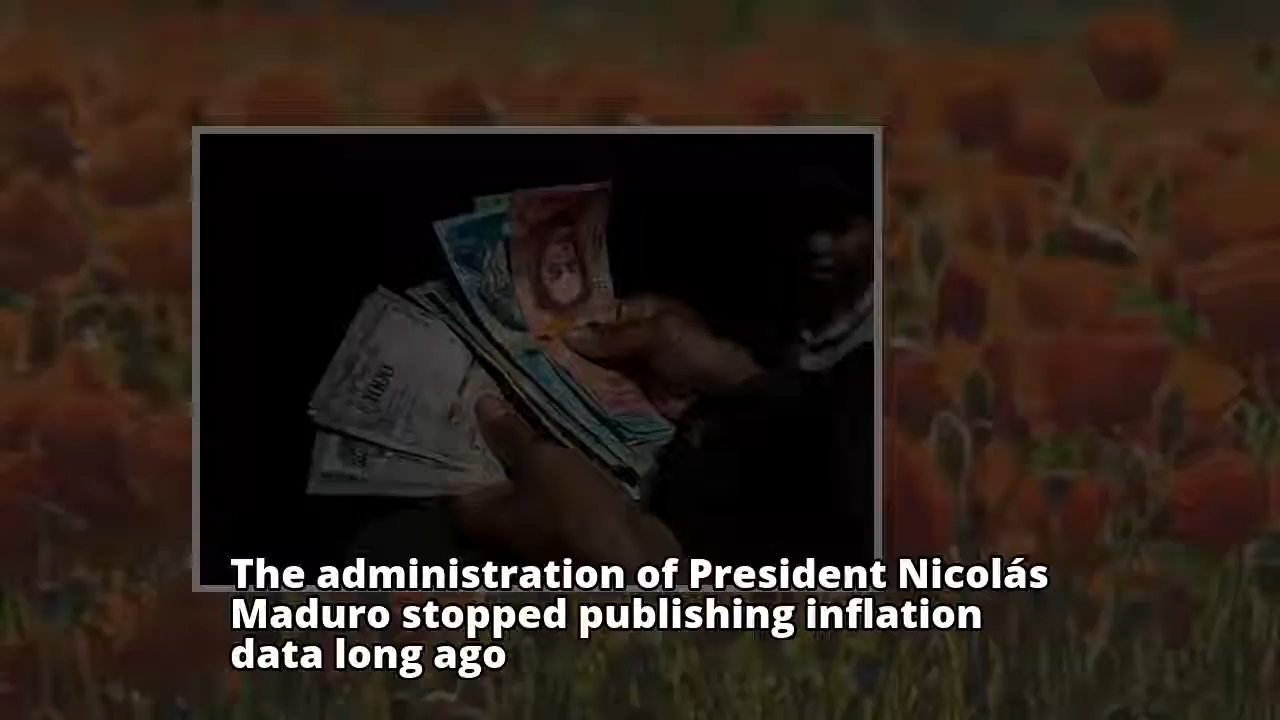 The administration of President Nicolás
Maduro stopped publishing inflation
data long ago